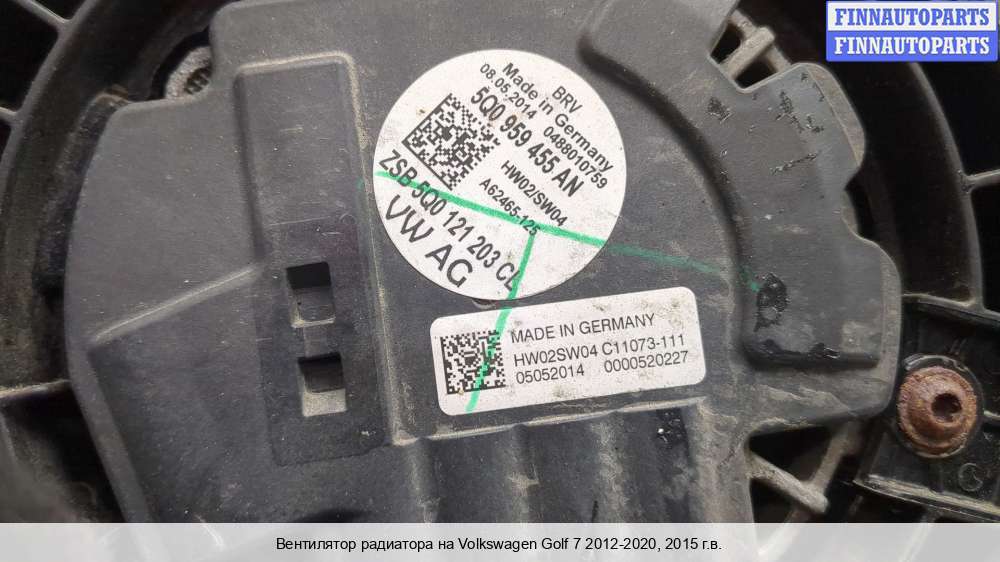 FINNAUTOPARTS
FINNAUTOPARTS
BRV
Made in Germany
08.05.2014 0488010759
5Q0 959 455 AN
HW02/SW04
A62465-125
ZSB 5Q0 121 203 CL
VW AG
MADE IN GERMANY
HW02SW04 C11073-111
05052014 0000520227
Вентилятор радиатора на Volkswagen Golf 7 2012-2020, 2015 г.в.